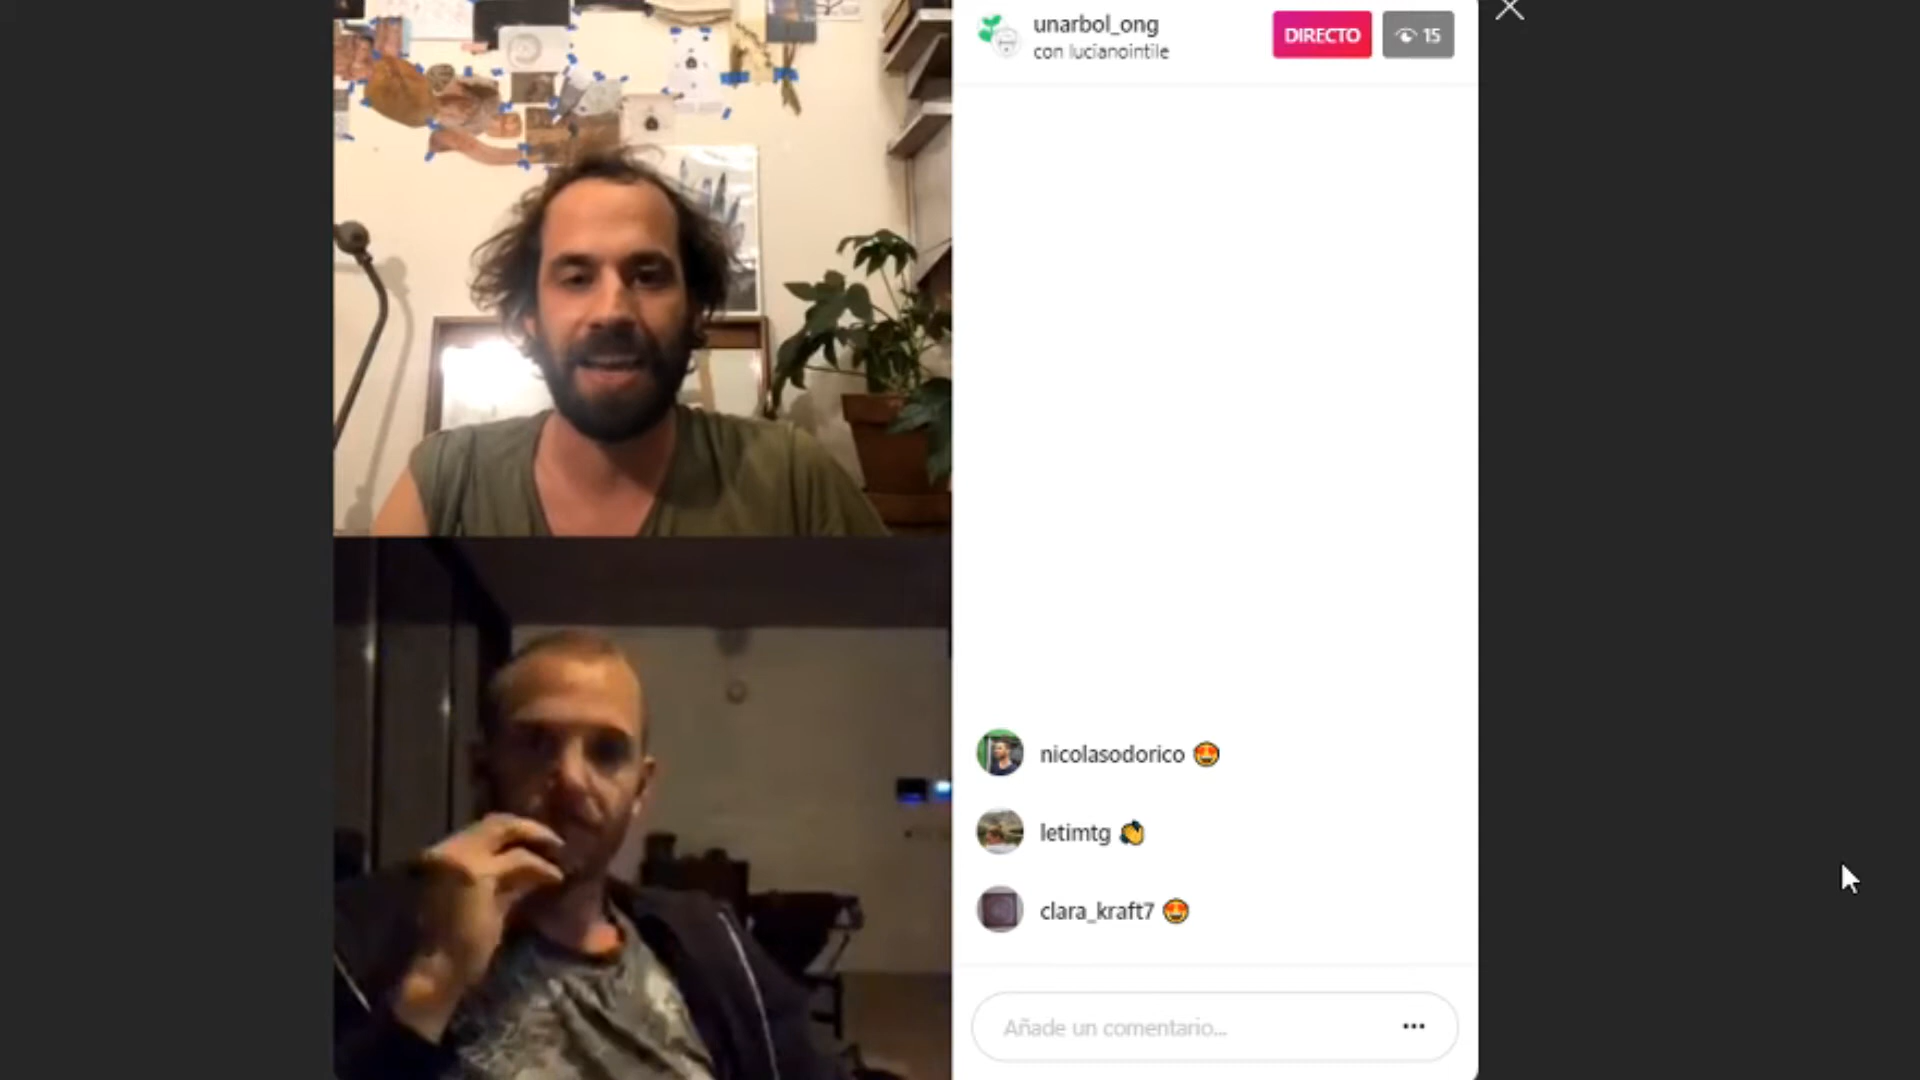 unarbol_ong
con lucianointile
DIRECTO
15
nicolasodorico 🤩
letimtg 👏
clara_kraft7 🤩
Añade un comentario...